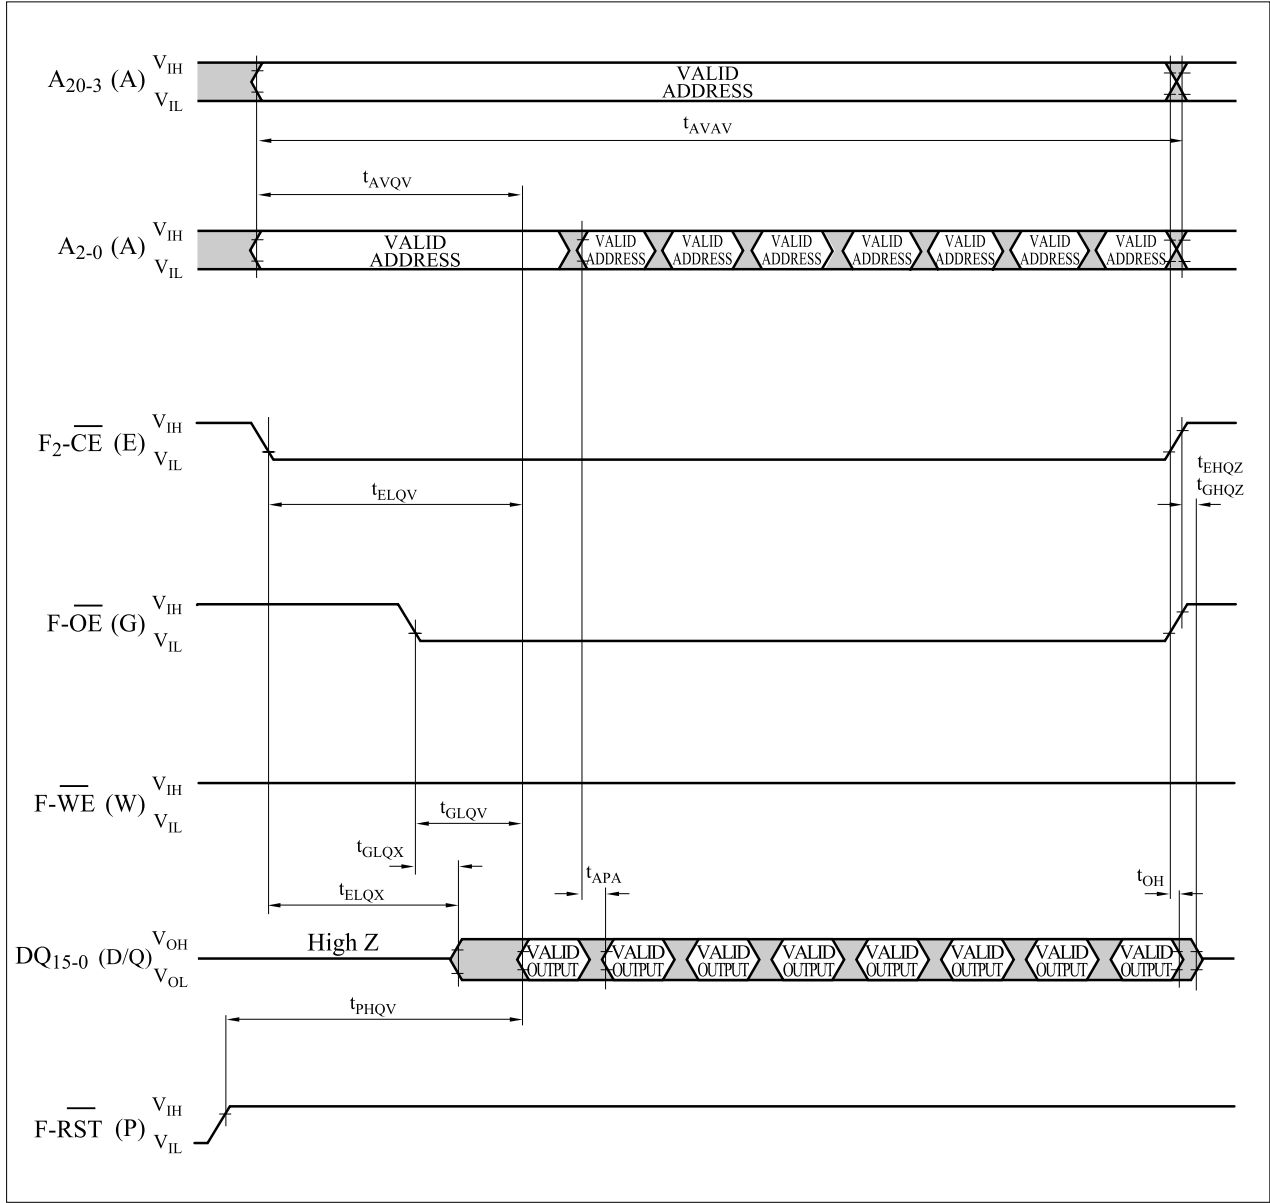 A20-3 (A) VIH VIL
VALID
ADDRESS
tAVAV
tAVQV
A2-0 (A) VIH VIL
VALID
ADDRESS
VALID
ADDRESS
VALID
ADDRESS
VALID
ADDRESS
VALID
ADDRESS
VALID
ADDRESS
VALID
ADDRESS
VALID
ADDRESS
F2-CE (E) VIH VIL
tELQV
tEHQZ
tGHQZ
F-OE (G) VIH VIL
F-WE (W) VIH VIL
tGLQV
tGLQX
tELQX
tAPA
tOH
DQ15-0 (D/Q) VOH VOL
High Z
VALID
OUTPUT
VALID
OUTPUT
VALID
OUTPUT
VALID
OUTPUT
VALID
OUTPUT
VALID
OUTPUT
VALID
OUTPUT
VALID
OUTPUT
tPHQV
F-RST (P) VIH VIL